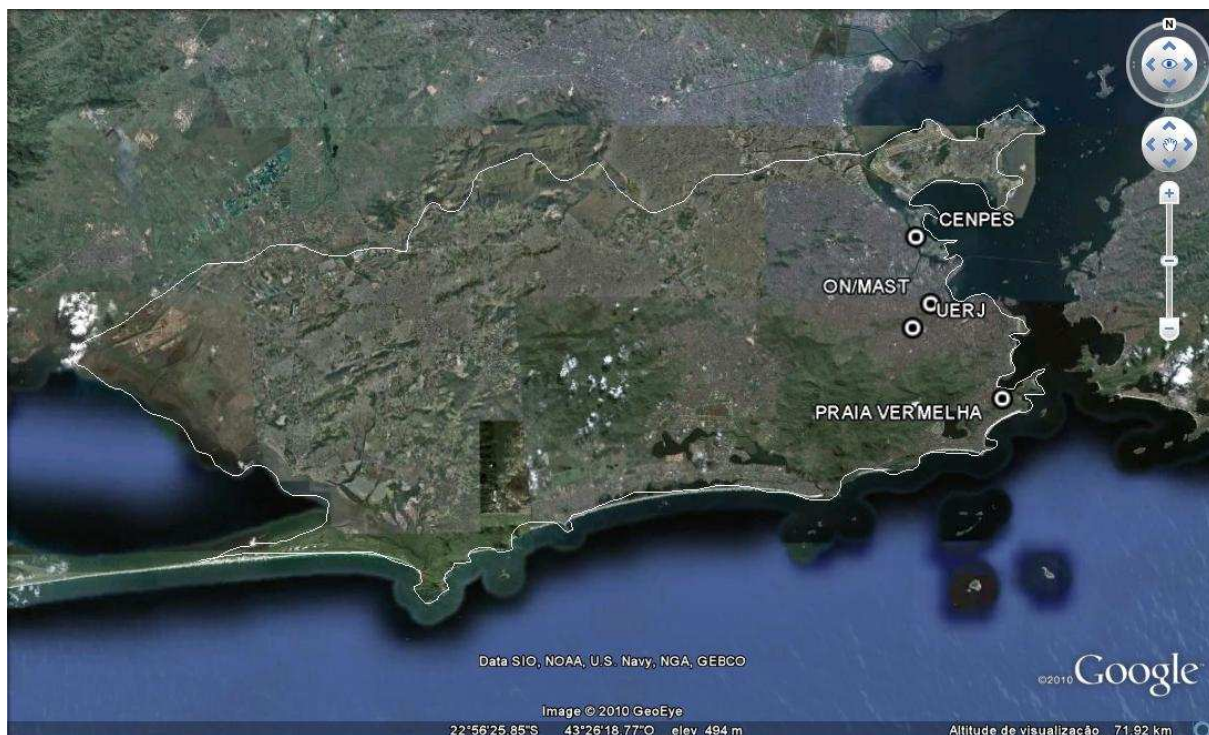 N
CENPES
ON/MAST
UERJ
PRAIA VERMELHA
Data SIO, NOAA, U.S. Navy, NGA, GEBCO
©2010 Google
Image © 2010 GeoEye
22°56'25.85"S 43°26'18.77"O elev 494 m Altitude de visualização 71.92 km